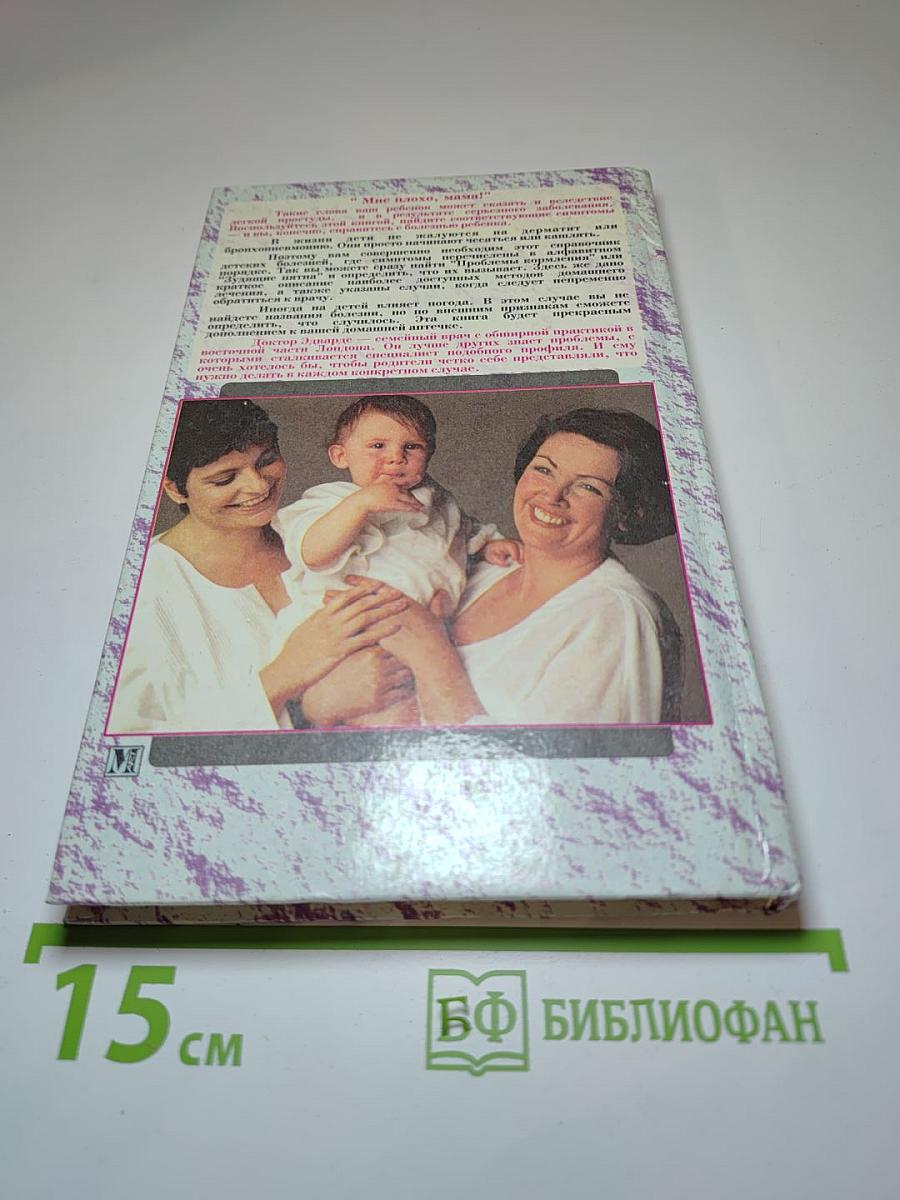 " Мне плохо, мама!"
Такие слова ваш ребенок может сказать и вследствие
легкой простуды, и в результате серьезного заболевания.
Воспользуйтесь этой книгой, найдите соответствующие симптомы
— и вы, конечно, справитесь с болезнью ребенка.
В жизни дети не жалуются на дерматит или
бронхопневмонию. Они просто начинают чесаться или кашлять.
Поэтому вам совершенно необходим этот справочник
детских болезней, где симптомы перечислены в алфавитном
порядке. Так вы можете сразу найти "Проблемы кормления" или
"Зудящие пятна" и определить, что их вызывает. Здесь же дано
краткое описание наиболее доступных методов домашнего
лечения, а также указаны случаи, когда следует непременно
обратиться к врачу.
Иногда на детей влияет погода. В этом случае вы не
найдете названия болезни, но по внешним признакам сможете
определить, что случилось. Эта книга будет прекрасным
дополнением к вашей домашней аптечке.
Доктор Эдвардс — семейный врач с обширной практикой в
восточной части Лондона. Он лучше других знает проблемы, с
которыми сталкивается специалист подобного профиля. И ему
очень хотелось бы, чтобы родители четко себе представляли, что
нужно делать в каждом конкретном случае.
15 см
БФ БИБЛИОФАН